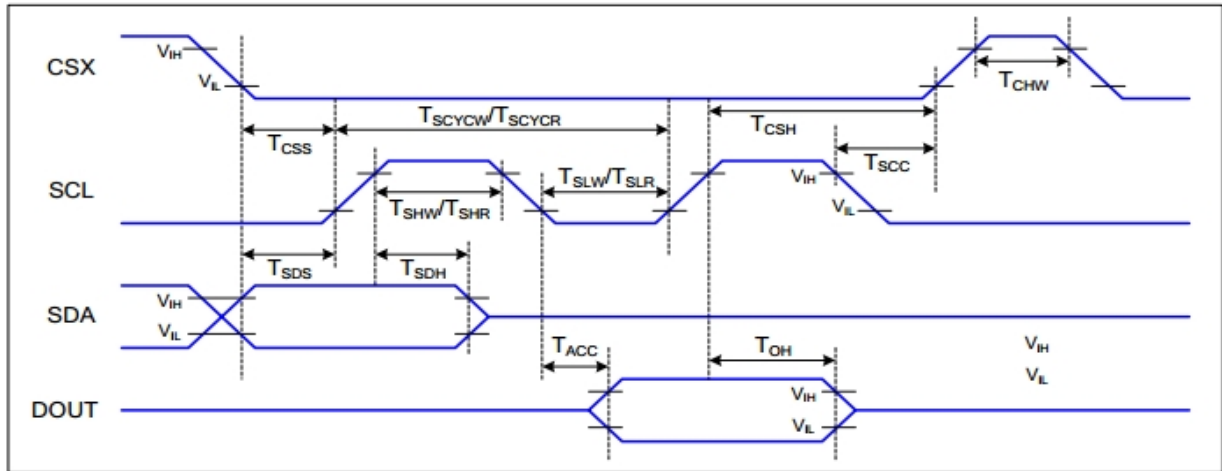 CSX
VIH
VIL
TCHW
TSCYCW/TSCYCR
TCSH
TCSS
TSCC
SCL
TSLW/TSLR
VIH
TSHW/TSHR
VIL
TSDS
TSDH
SDA
VIH
VIL
TACC
TOH
VIH
VIL
DOUT
VIH
VIL